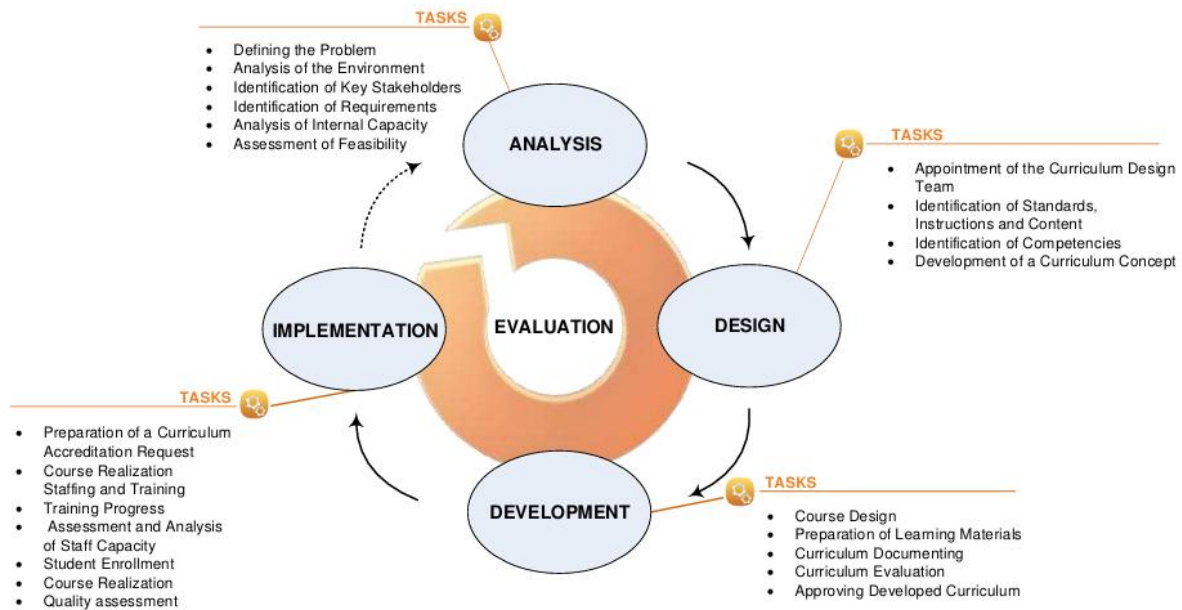 TASKS
• Defining the Problem
• Analysis of the Environment
• Identification of Key Stakeholders
• Identification of Requirements
• Analysis of Internal Capacity
• Assessment of Feasibility
ANALYSIS
TASKS
• Appointment of the Curriculum Design
Team
• Identification of Standards,
Instructions and Content
• Identification of Competencies
• Development of a Curriculum Concept
IMPLEMENTATION
EVALUATION
DESIGN
TASKS
• Preparation of a Curriculum
Accreditation Request
• Course Realization
Staffing and Training
• Training Progress
• Assessment and Analysis
of Staff Capacity
• Student Enrollment
• Course Realization
• Quality assessment
DEVELOPMENT
TASKS
• Course Design
• Preparation of Learning Materials
• Curriculum Documenting
• Curriculum Evaluation
• Approving Developed Curriculum